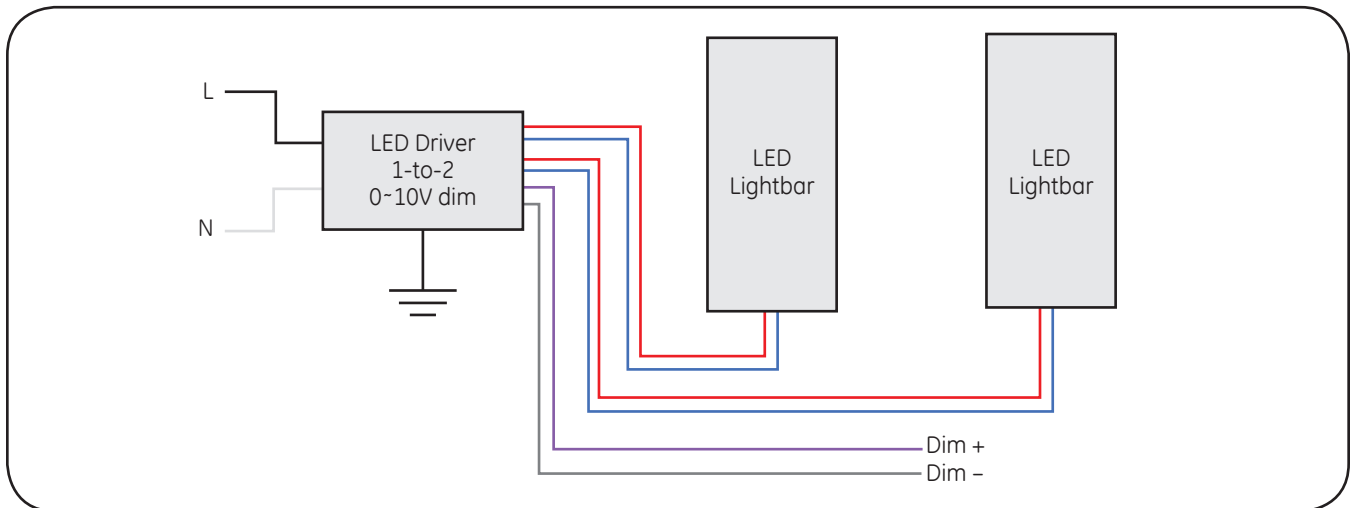 L
N
LED Driver
1-to-2
0~10V dim
LED
Lightbar
LED
Lightbar
Dim +
Dim –